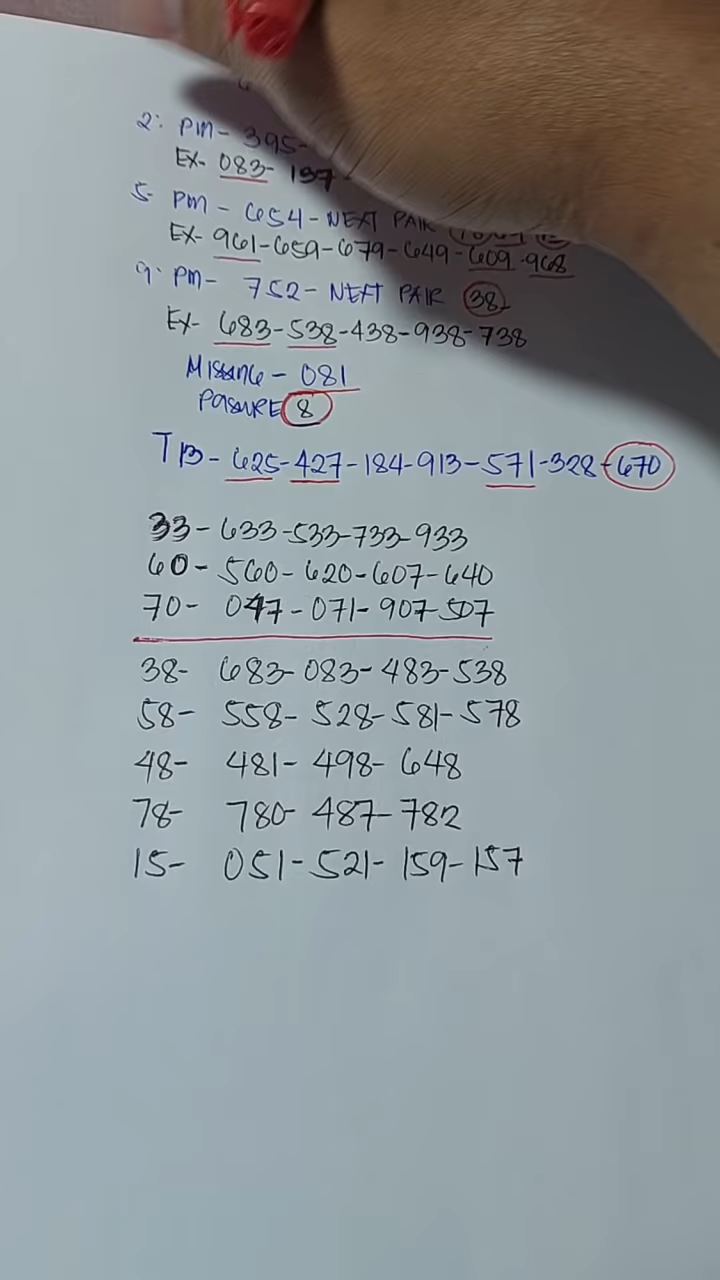 2: PM- 395-
EX- 083- 137
5 PM - 654 - NEXT PAIR
EX- 961-659-679-649-609-968
9: PM- 752- NEXT PAIR 38
EX- 683-538-438-938-738
MISSING - 081
PASURE 8
TB- 625-427-184-913-571-328-670
33- 633-533-733-933
60- 560-620-607-640
70- 047-071-907-507
38- 683-083-483-538
58- 558-528-581-578
48- 481-498-648
78- 780-487-782
15- 051-521-159-157